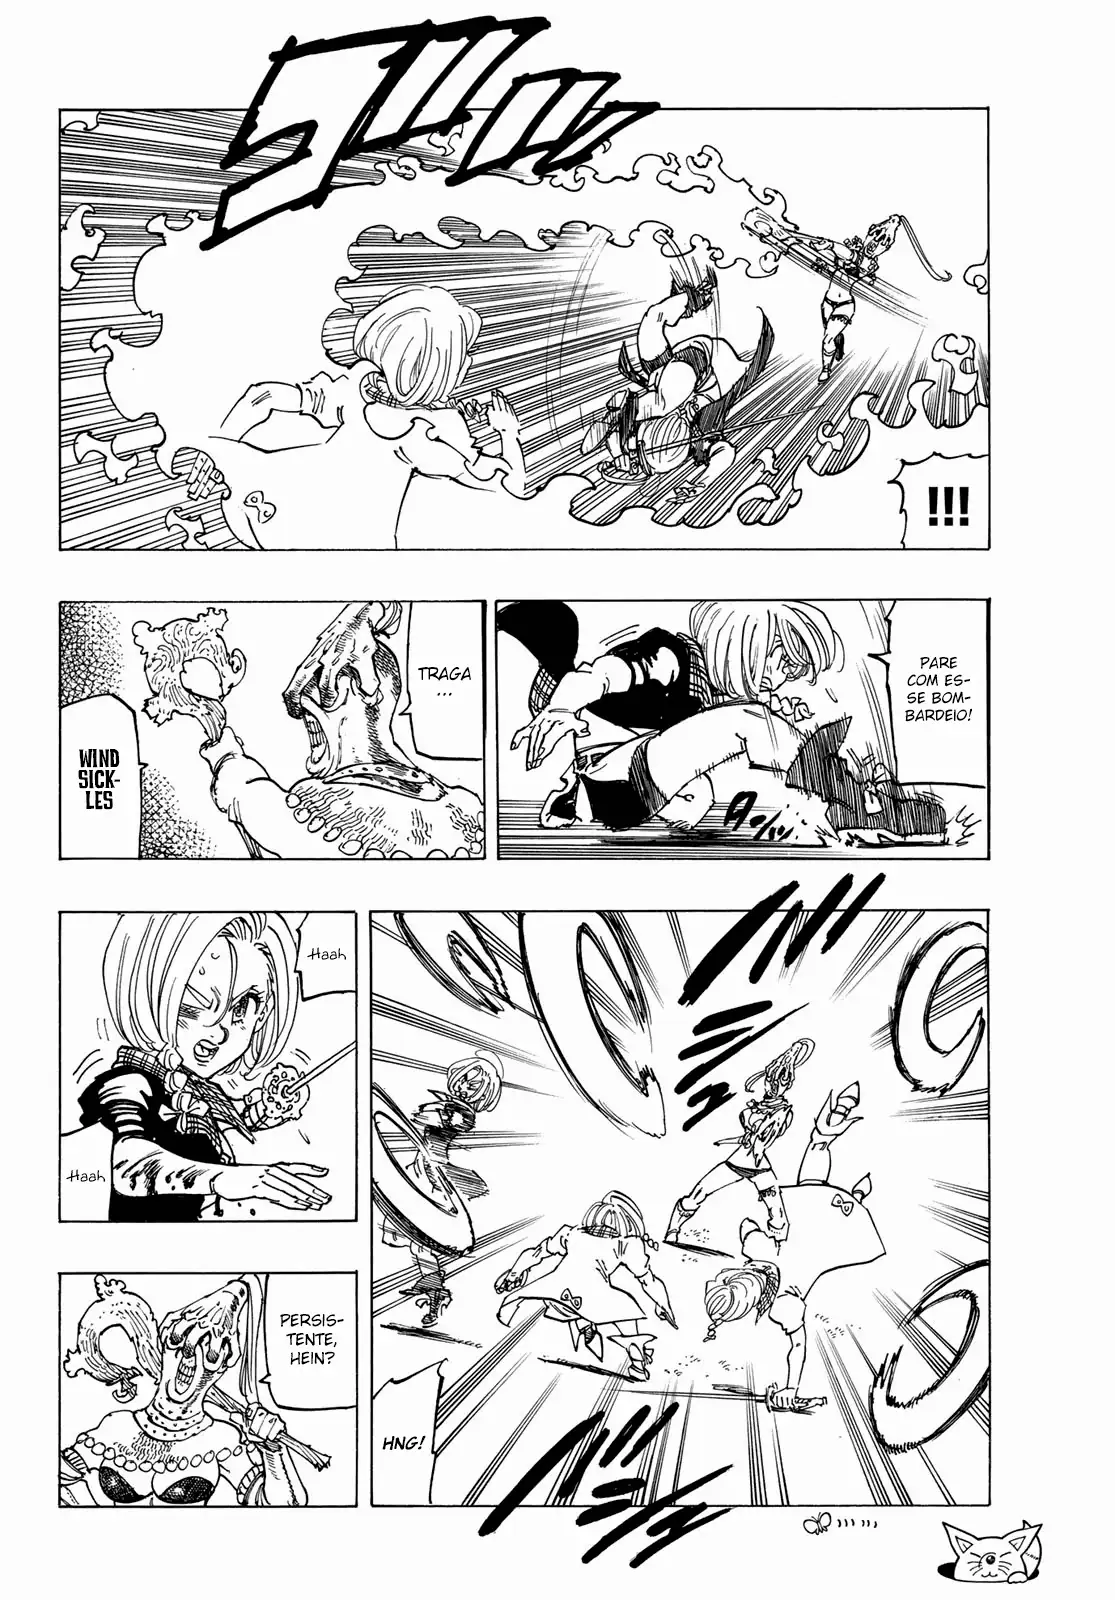 !!!
PARE
COM ES-
SE BOM-
BARDEIO!
TRAGA
...
WIND
SICK-
LES
Haah
Haah
HNG!
PERSIS-
TENTE,
HEIN?